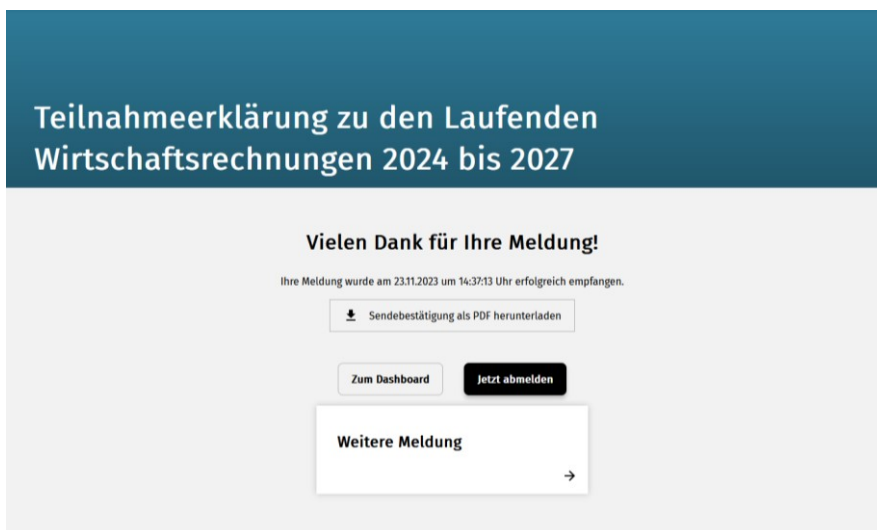 Teilnahmeerklärung zu den Laufenden
Wirtschaftsrechnungen 2024 bis 2027
Vielen Dank für Ihre Meldung!
Ihre Meldung wurde am 23.11.2023 um 14:37:13 Uhr erfolgreich empfangen.
Sendebestätigung als PDF herunterladen
Zum Dashboard
Jetzt abmelden
Weitere Meldung